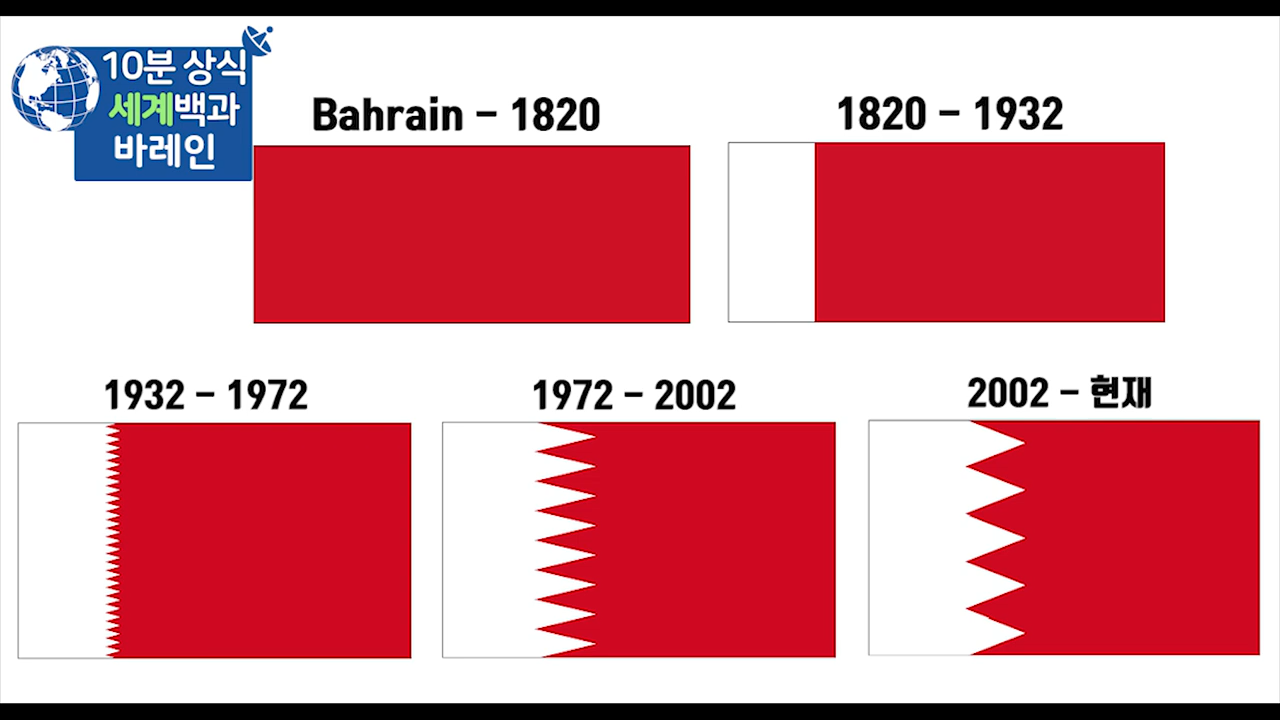 10분 상식
세계백과
바레인
Bahrain – 1820
1820 – 1932
1932 – 1972
1972 – 2002
2002 – 현재